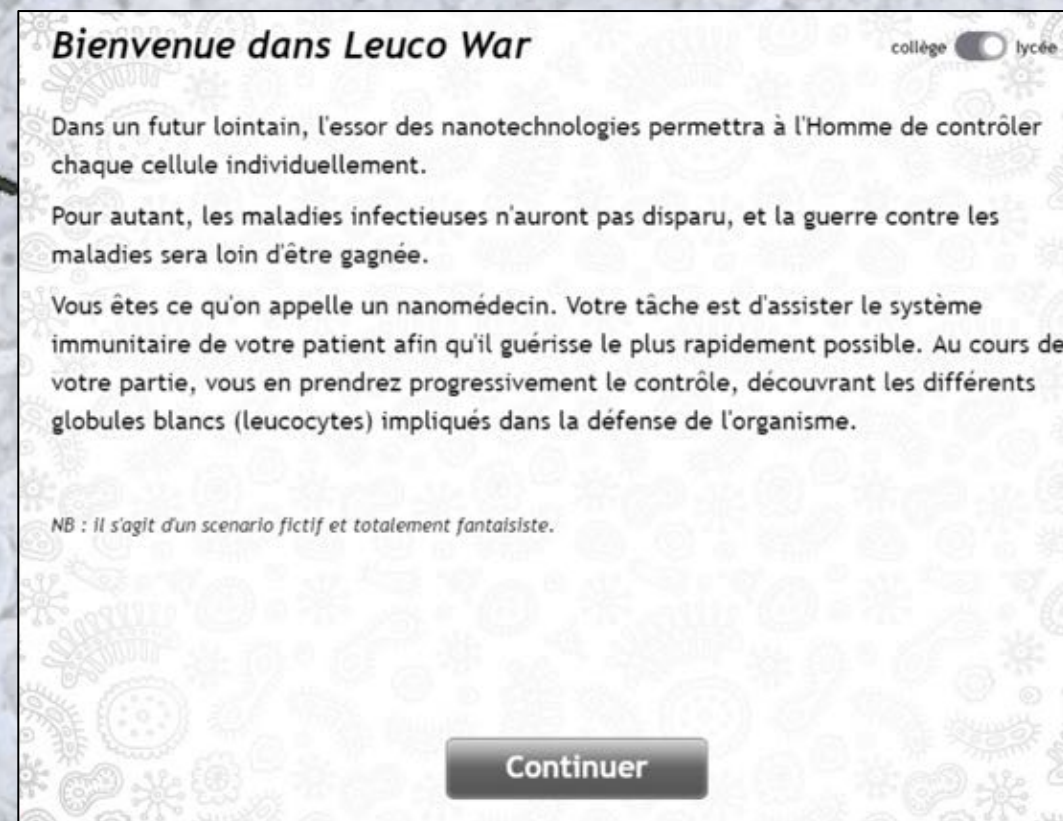 Bienvenue dans Leuco War
collège lycée
Dans un futur lointain, l'essor des nanotechnologies permettra à l'Homme de contrôler
chaque cellule individuellement.
Pour autant, les maladies infectieuses n'auront pas disparu, et la guerre contre les
maladies sera loin d'être gagnée.
Vous êtes ce qu'on appelle un nanomédecin. Votre tâche est d'assister le système
immunitaire de votre patient afin qu'il guérisse le plus rapidement possible. Au cours de
votre partie, vous en prendrez progressivement le contrôle, découvrant les différents
globules blancs (leucocytes) impliqués dans la défense de l'organisme.
NB : il s'agit d'un scenario fictif et totalement fantaisiste.
Continuer